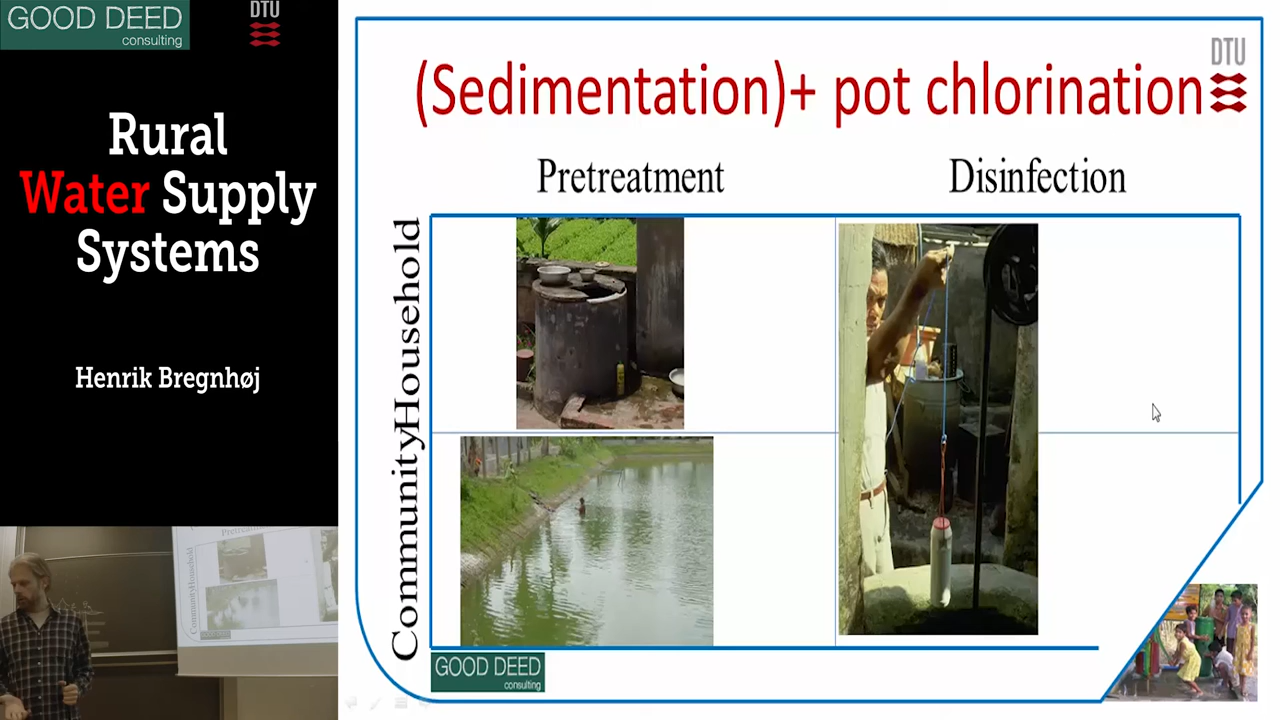 GOOD DEED
consulting
DTU
Rural
Water Supply
Systems
Henrik Bregnhøj
DTU
(Sedimentation)+ pot chlorination
Pretreatment
Disinfection
Household
Community
GOOD DEED
consulting